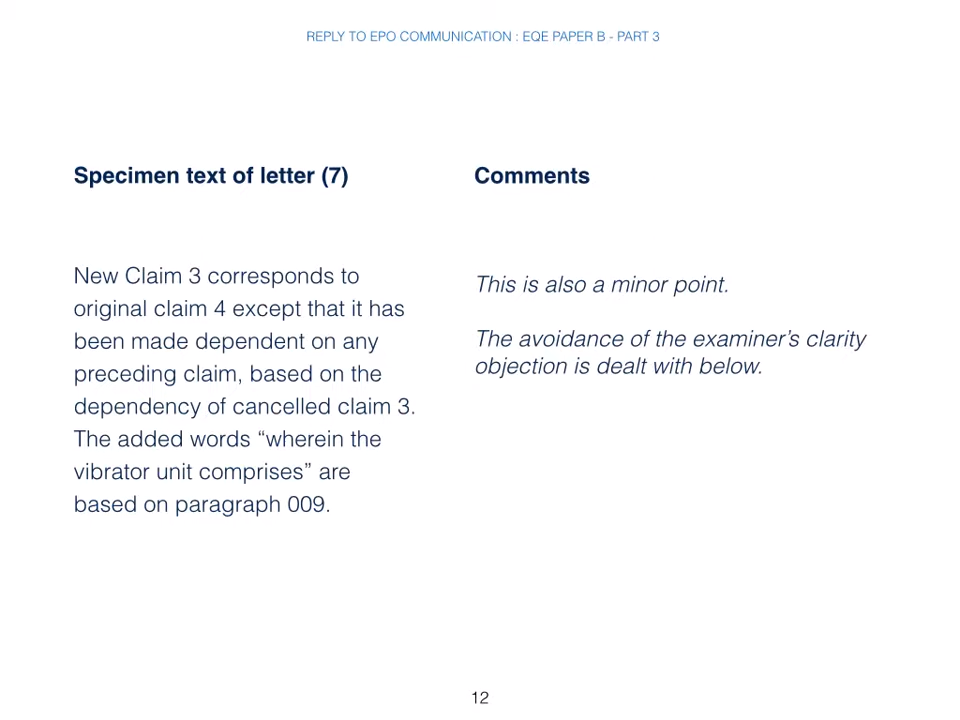 REPLY TO EPO COMMUNICATION : EQE PAPER B - PART 3
Specimen text of letter (7)
New Claim 3 corresponds to
original claim 4 except that it has
been made dependent on any
preceding claim, based on the
dependency of cancelled claim 3.
The added words “wherein the
vibrator unit comprises” are
based on paragraph 009.
Comments
This is also a minor point.
The avoidance of the examiner’s clarity
objection is dealt with below.
12